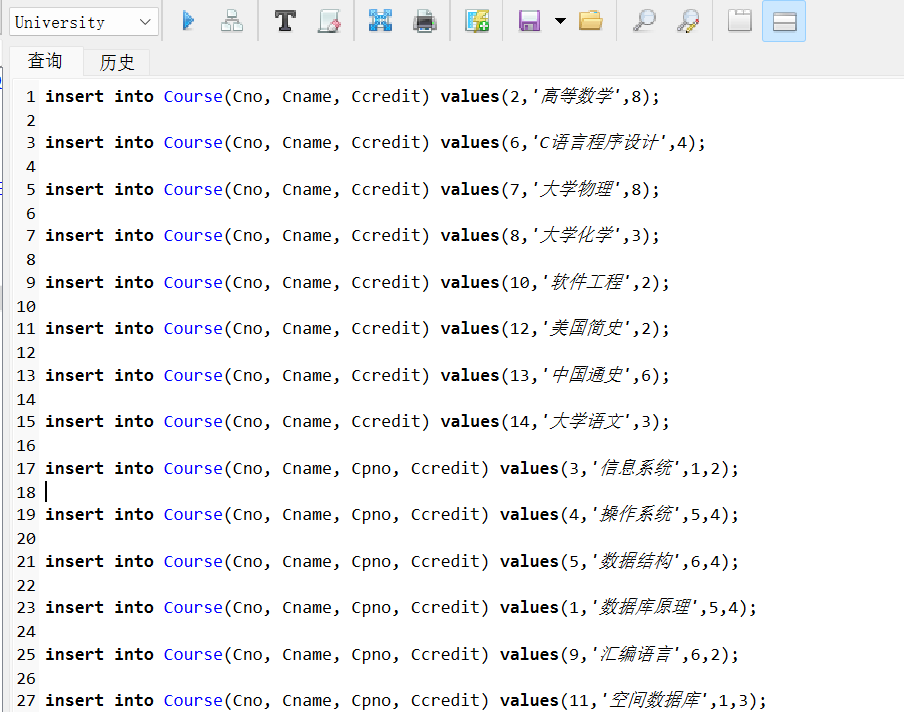 University
查询 历史
1 insert into Course(Cno, Cname, Ccredit) values(2,'高等数学',8);
2
3 insert into Course(Cno, Cname, Ccredit) values(6,'C语言程序设计',4);
4
5 insert into Course(Cno, Cname, Ccredit) values(7,'大学物理',8);
6
7 insert into Course(Cno, Cname, Ccredit) values(8,'大学化学',3);
8
9 insert into Course(Cno, Cname, Ccredit) values(10,'软件工程',2);
10
11 insert into Course(Cno, Cname, Ccredit) values(12,'美国简史',2);
12
13 insert into Course(Cno, Cname, Ccredit) values(13,'中国通史',6);
14
15 insert into Course(Cno, Cname, Ccredit) values(14,'大学语文',3);
16
17 insert into Course(Cno, Cname, Cpno, Ccredit) values(3,'信息系统',1,2);
18
19 insert into Course(Cno, Cname, Cpno, Ccredit) values(4,'操作系统',5,4);
20
21 insert into Course(Cno, Cname, Cpno, Ccredit) values(5,'数据结构',6,4);
22
23 insert into Course(Cno, Cname, Cpno, Ccredit) values(1,'数据库原理',5,4);
24
25 insert into Course(Cno, Cname, Cpno, Ccredit) values(9,'汇编语言',6,2);
26
27 insert into Course(Cno, Cname, Cpno, Ccredit) values(11,'空间数据库',1,3);